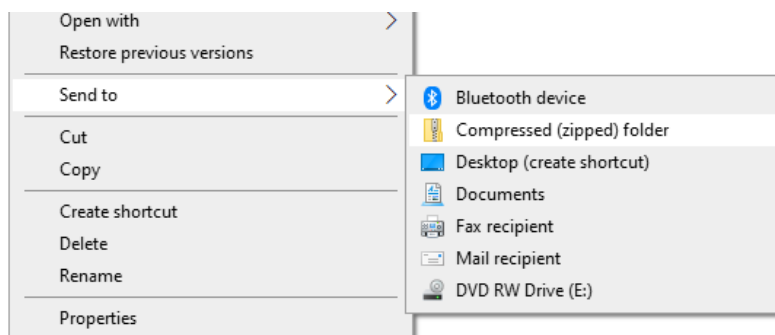 Open with
Restore previous versions
Send to
Cut
Copy
Create shortcut
Delete
Rename
Properties
Bluetooth device
Compressed (zipped) folder
Desktop (create shortcut)
Documents
Fax recipient
Mail recipient
DVD RW Drive (E:)